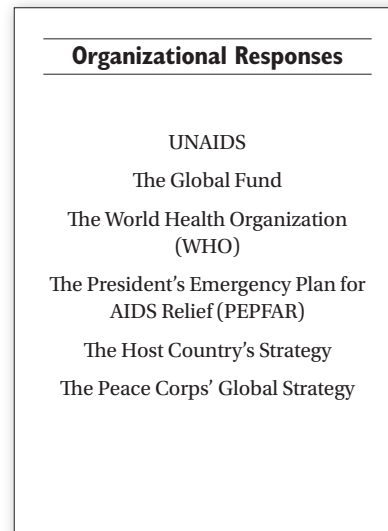 Organizational Responses
UNAIDS
The Global Fund
The World Health Organization
(WHO)
The President’s Emergency Plan for
AIDS Relief (PEPFAR)
The Host Country’s Strategy
The Peace Corps’ Global Strategy